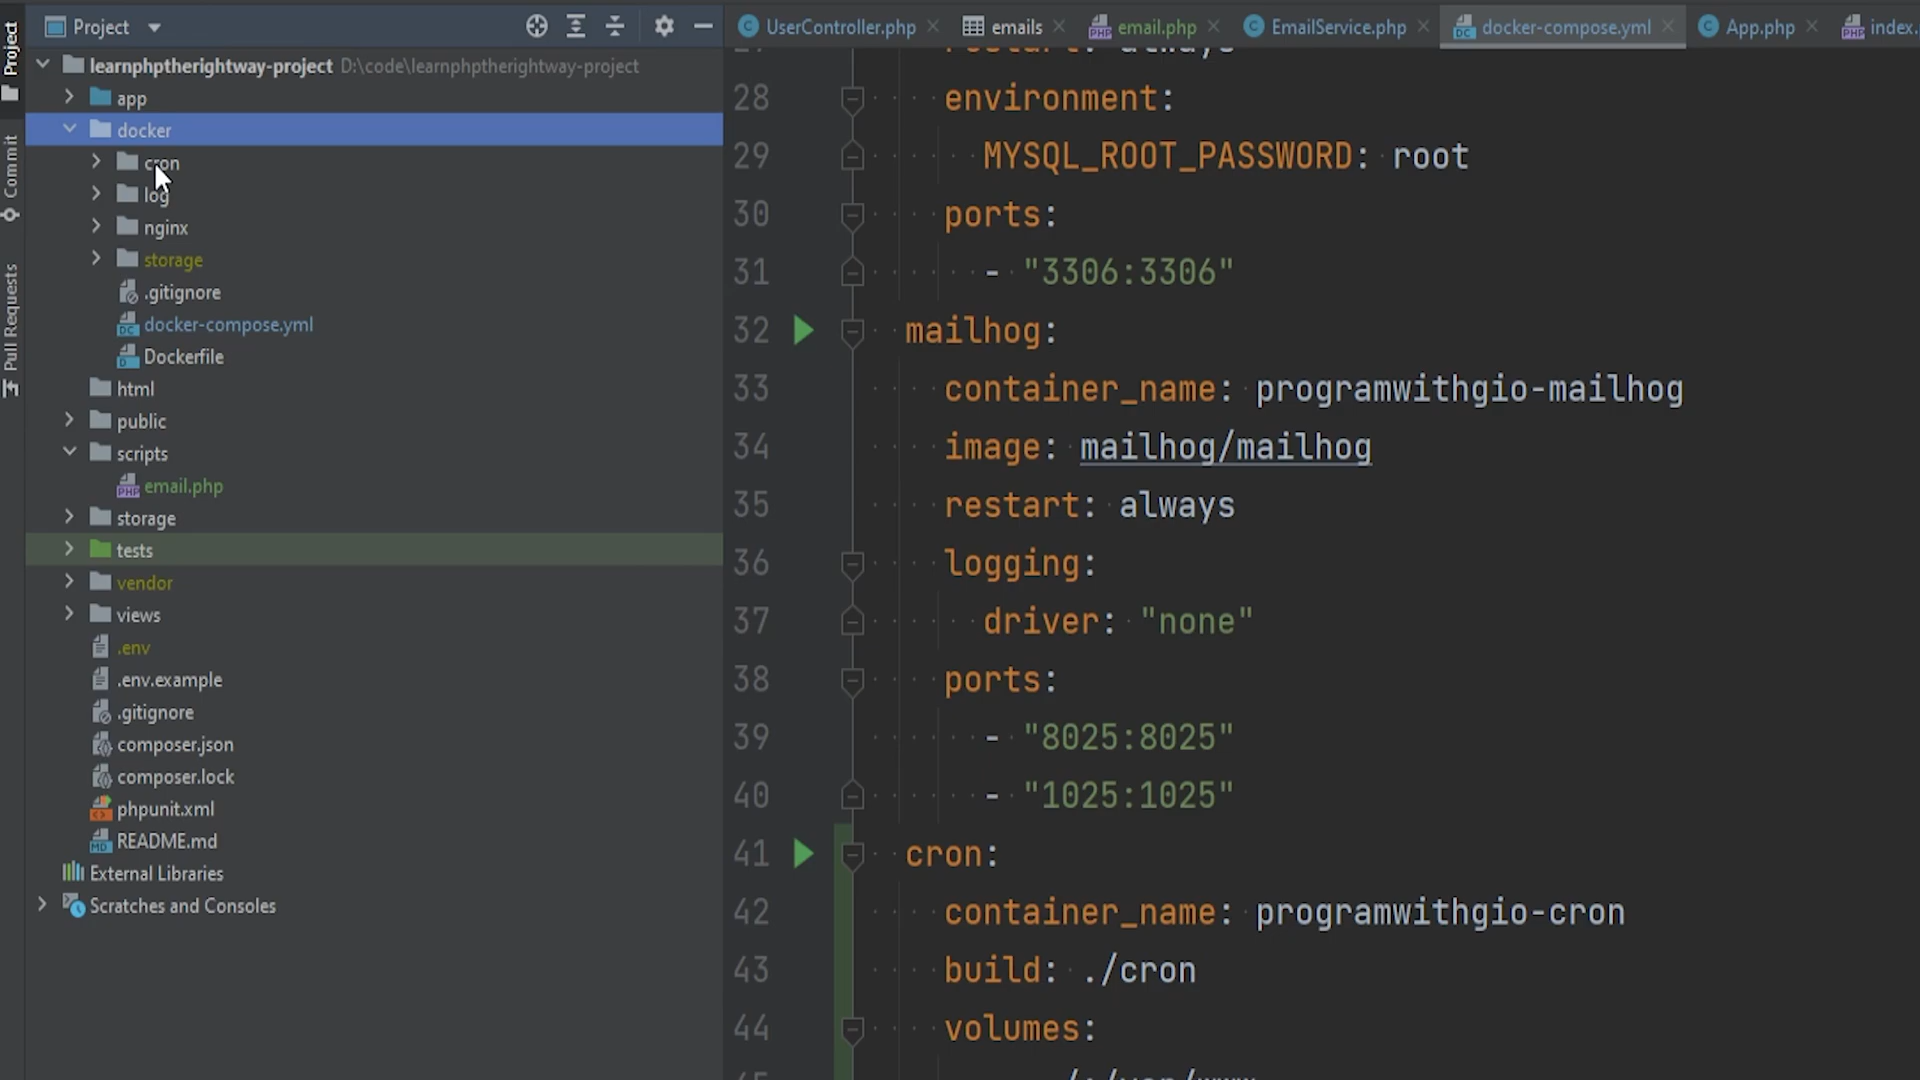 Project
Commit
Pull Requests
Project
learnphptherightway-project D:\code\learnphptherightway-project
app
docker
cron
log
nginx
storage
.gitignore
docker-compose.yml
Dockerfile
html
public
scripts
email.php
storage
tests
vendor
views
.env
.env.example
.gitignore
composer.json
composer.lock
phpunit.xml
README.md
External Libraries
Scratches and Consoles
UserController.php emails email.php EmailService.php docker-compose.yml App.php index.
27 restart: always
28 environment:
29 MYSQL_ROOT_PASSWORD: root
30 ports:
31 - "3306:3306"
32 mailhog:
33 container_name: programwithgio-mailhog
34 image: mailhog/mailhog
35 restart: always
36 logging:
37 driver: "none"
38 ports:
39 - "8025:8025"
40 - "1025:1025"
41 cron:
42 container_name: programwithgio-cron
43 build: ./cron
44 volumes: